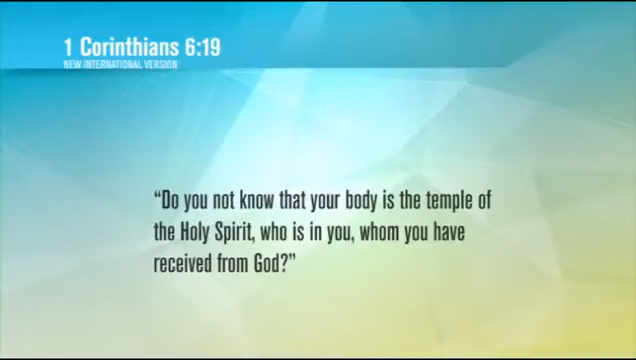 1 Corinthians 6:19
NEW INTERNATIONAL VERSION
“Do you not know that your body is the temple of
the Holy Spirit, who is in you, whom you have
received from God?”